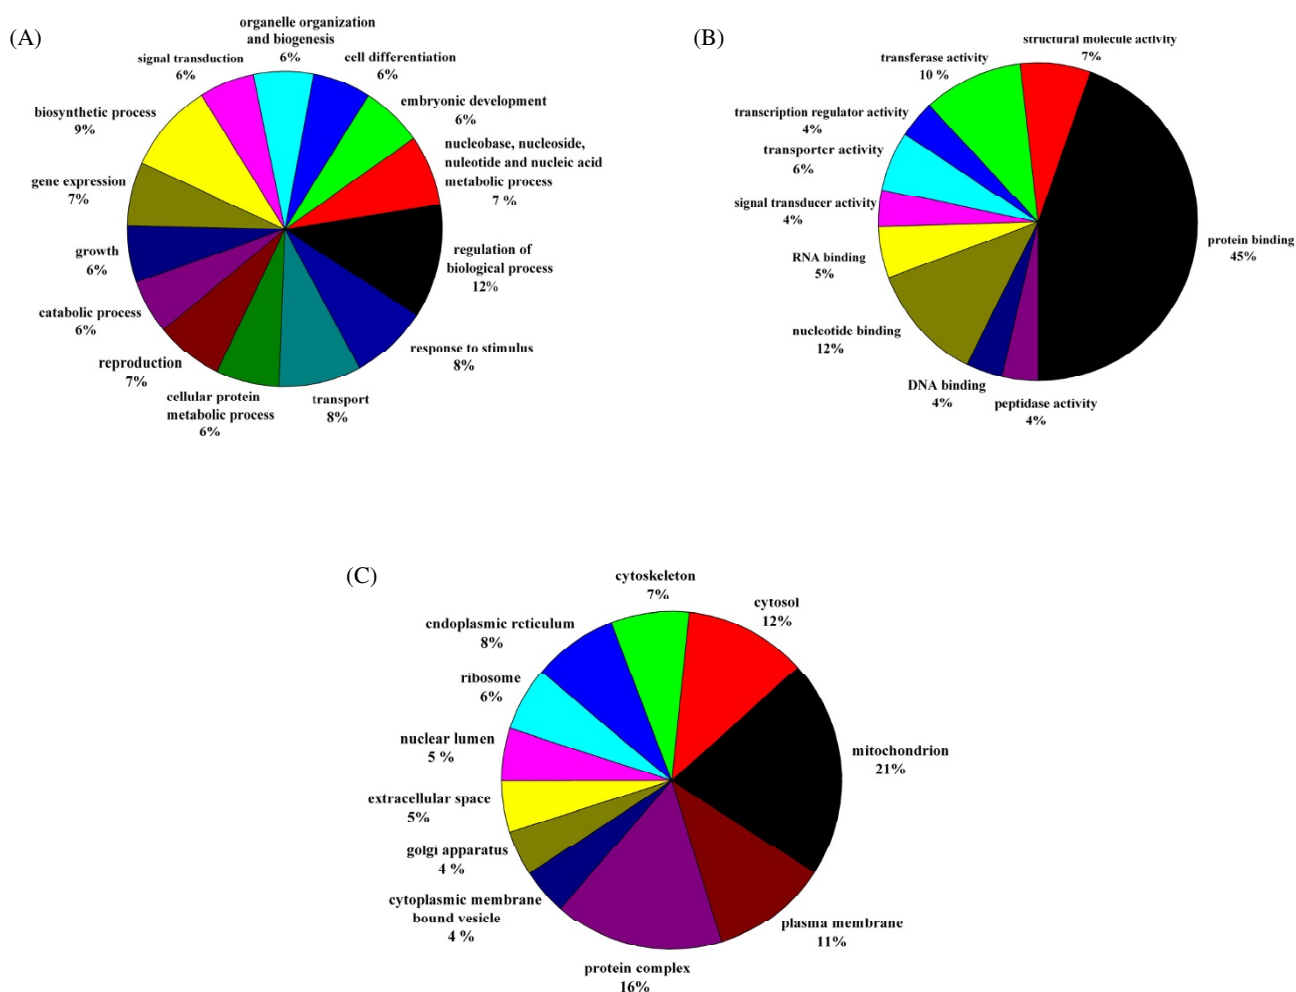 (A)
organelle organization
and biogenesis
6%
signal transduction
6%
cell differentiation
6%
biosynthetic process
9%
embryonic development
6%
nucleobase, nucleoside,
nuleotide and nucleic acid
metabolic process
7 %
gene expression
7%
growth
6%
regulation of
biological process
12%
catabolic process
6%
response to stimulus
8%
reproduction
7%
cellular protein
metabolic process
6%
transport
8%
(B)
structural molecule activity
7%
transferase activity
10 %
transcription regulator activity
4%
transporter activity
6%
signal transducer activity
4%
protein binding
45%
RNA binding
5%
nucleotide binding
12%
DNA binding
4%
peptidase activity
4%
(C)
cytoskeleton
7%
cytosol
12%
endoplasmic reticulum
8%
ribosome
6%
nuclear lumen
5 %
mitochondrion
21%
extracellular space
5%
golgi apparatus
4 %
cytoplasmic membrane
bound vesicle
4 %
plasma membrane
11%
protein complex
16%